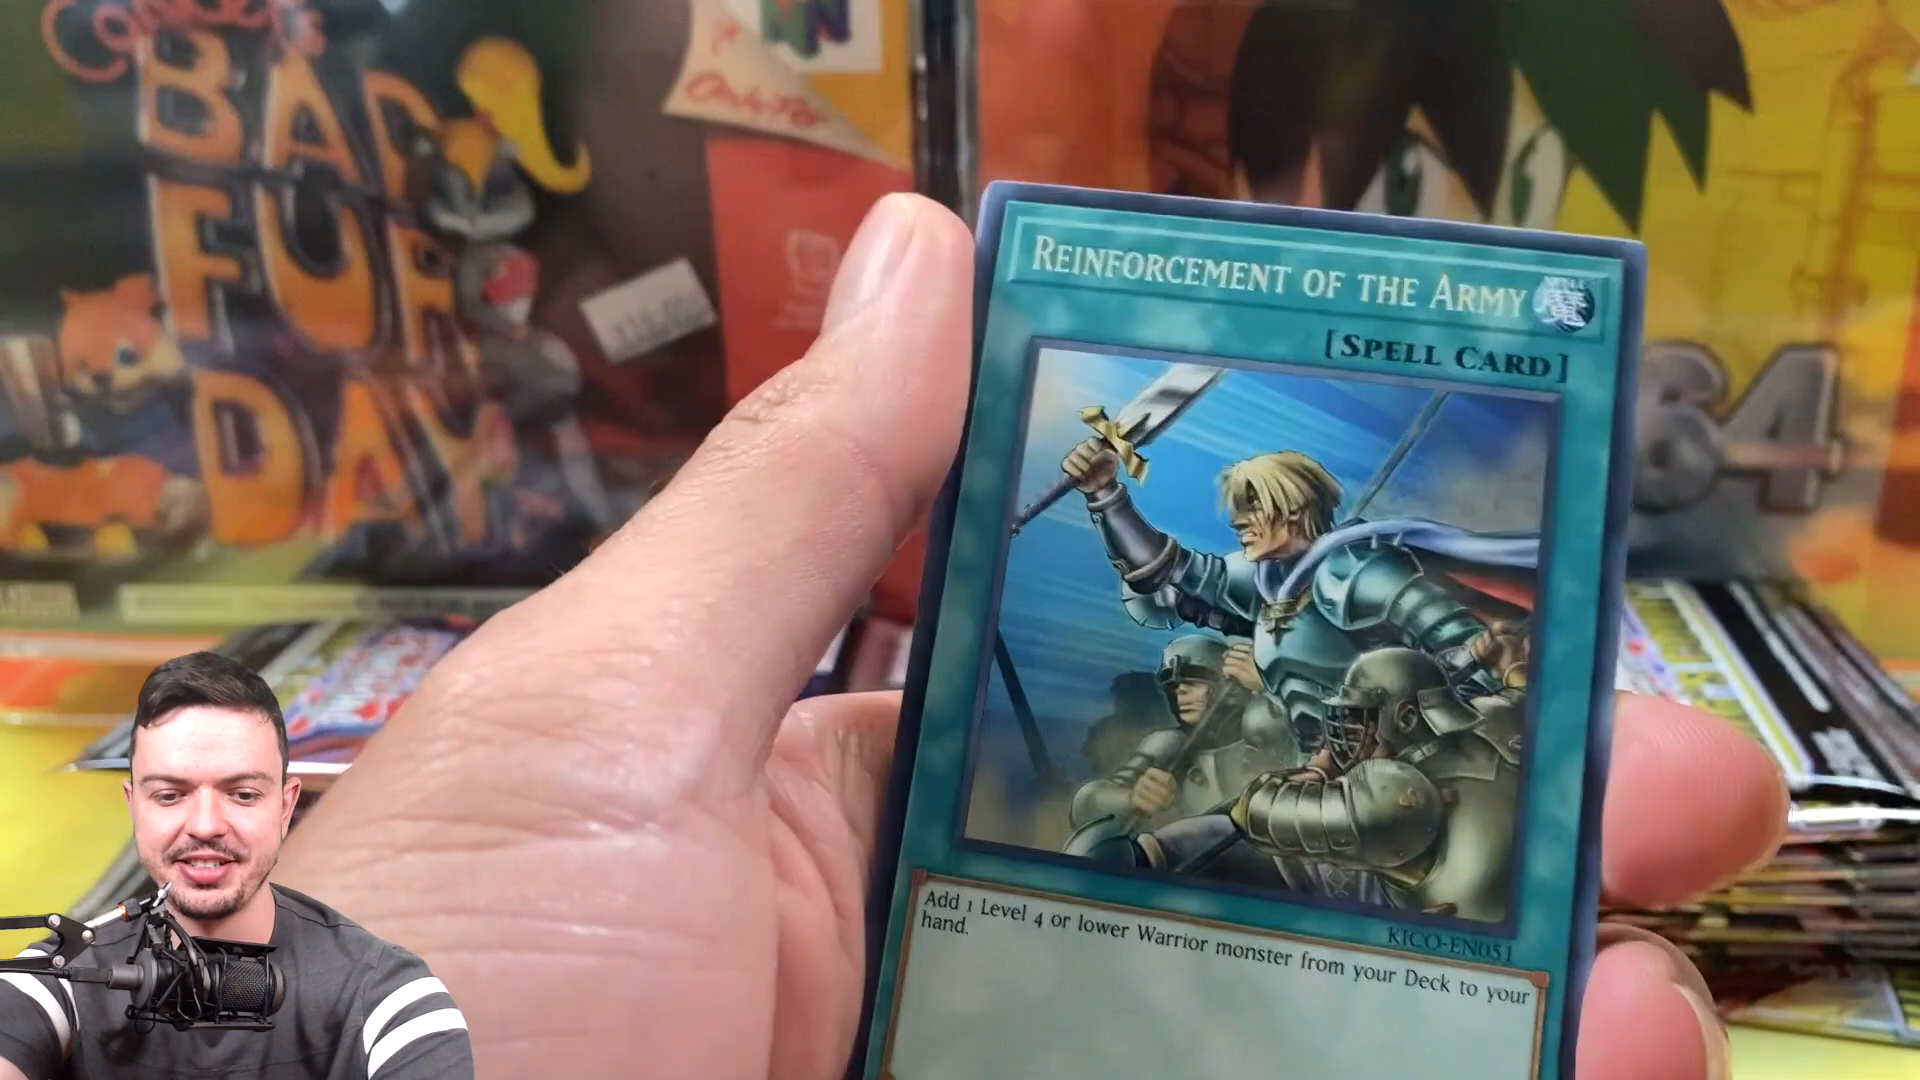 Conker's
BAD
FUR
DAY
REINFORCEMENT OF THE ARMY
魔
[SPELL CARD]
64
KICO-EN051
Add 1 Level 4 or lower Warrior monster from your Deck to your
hand.